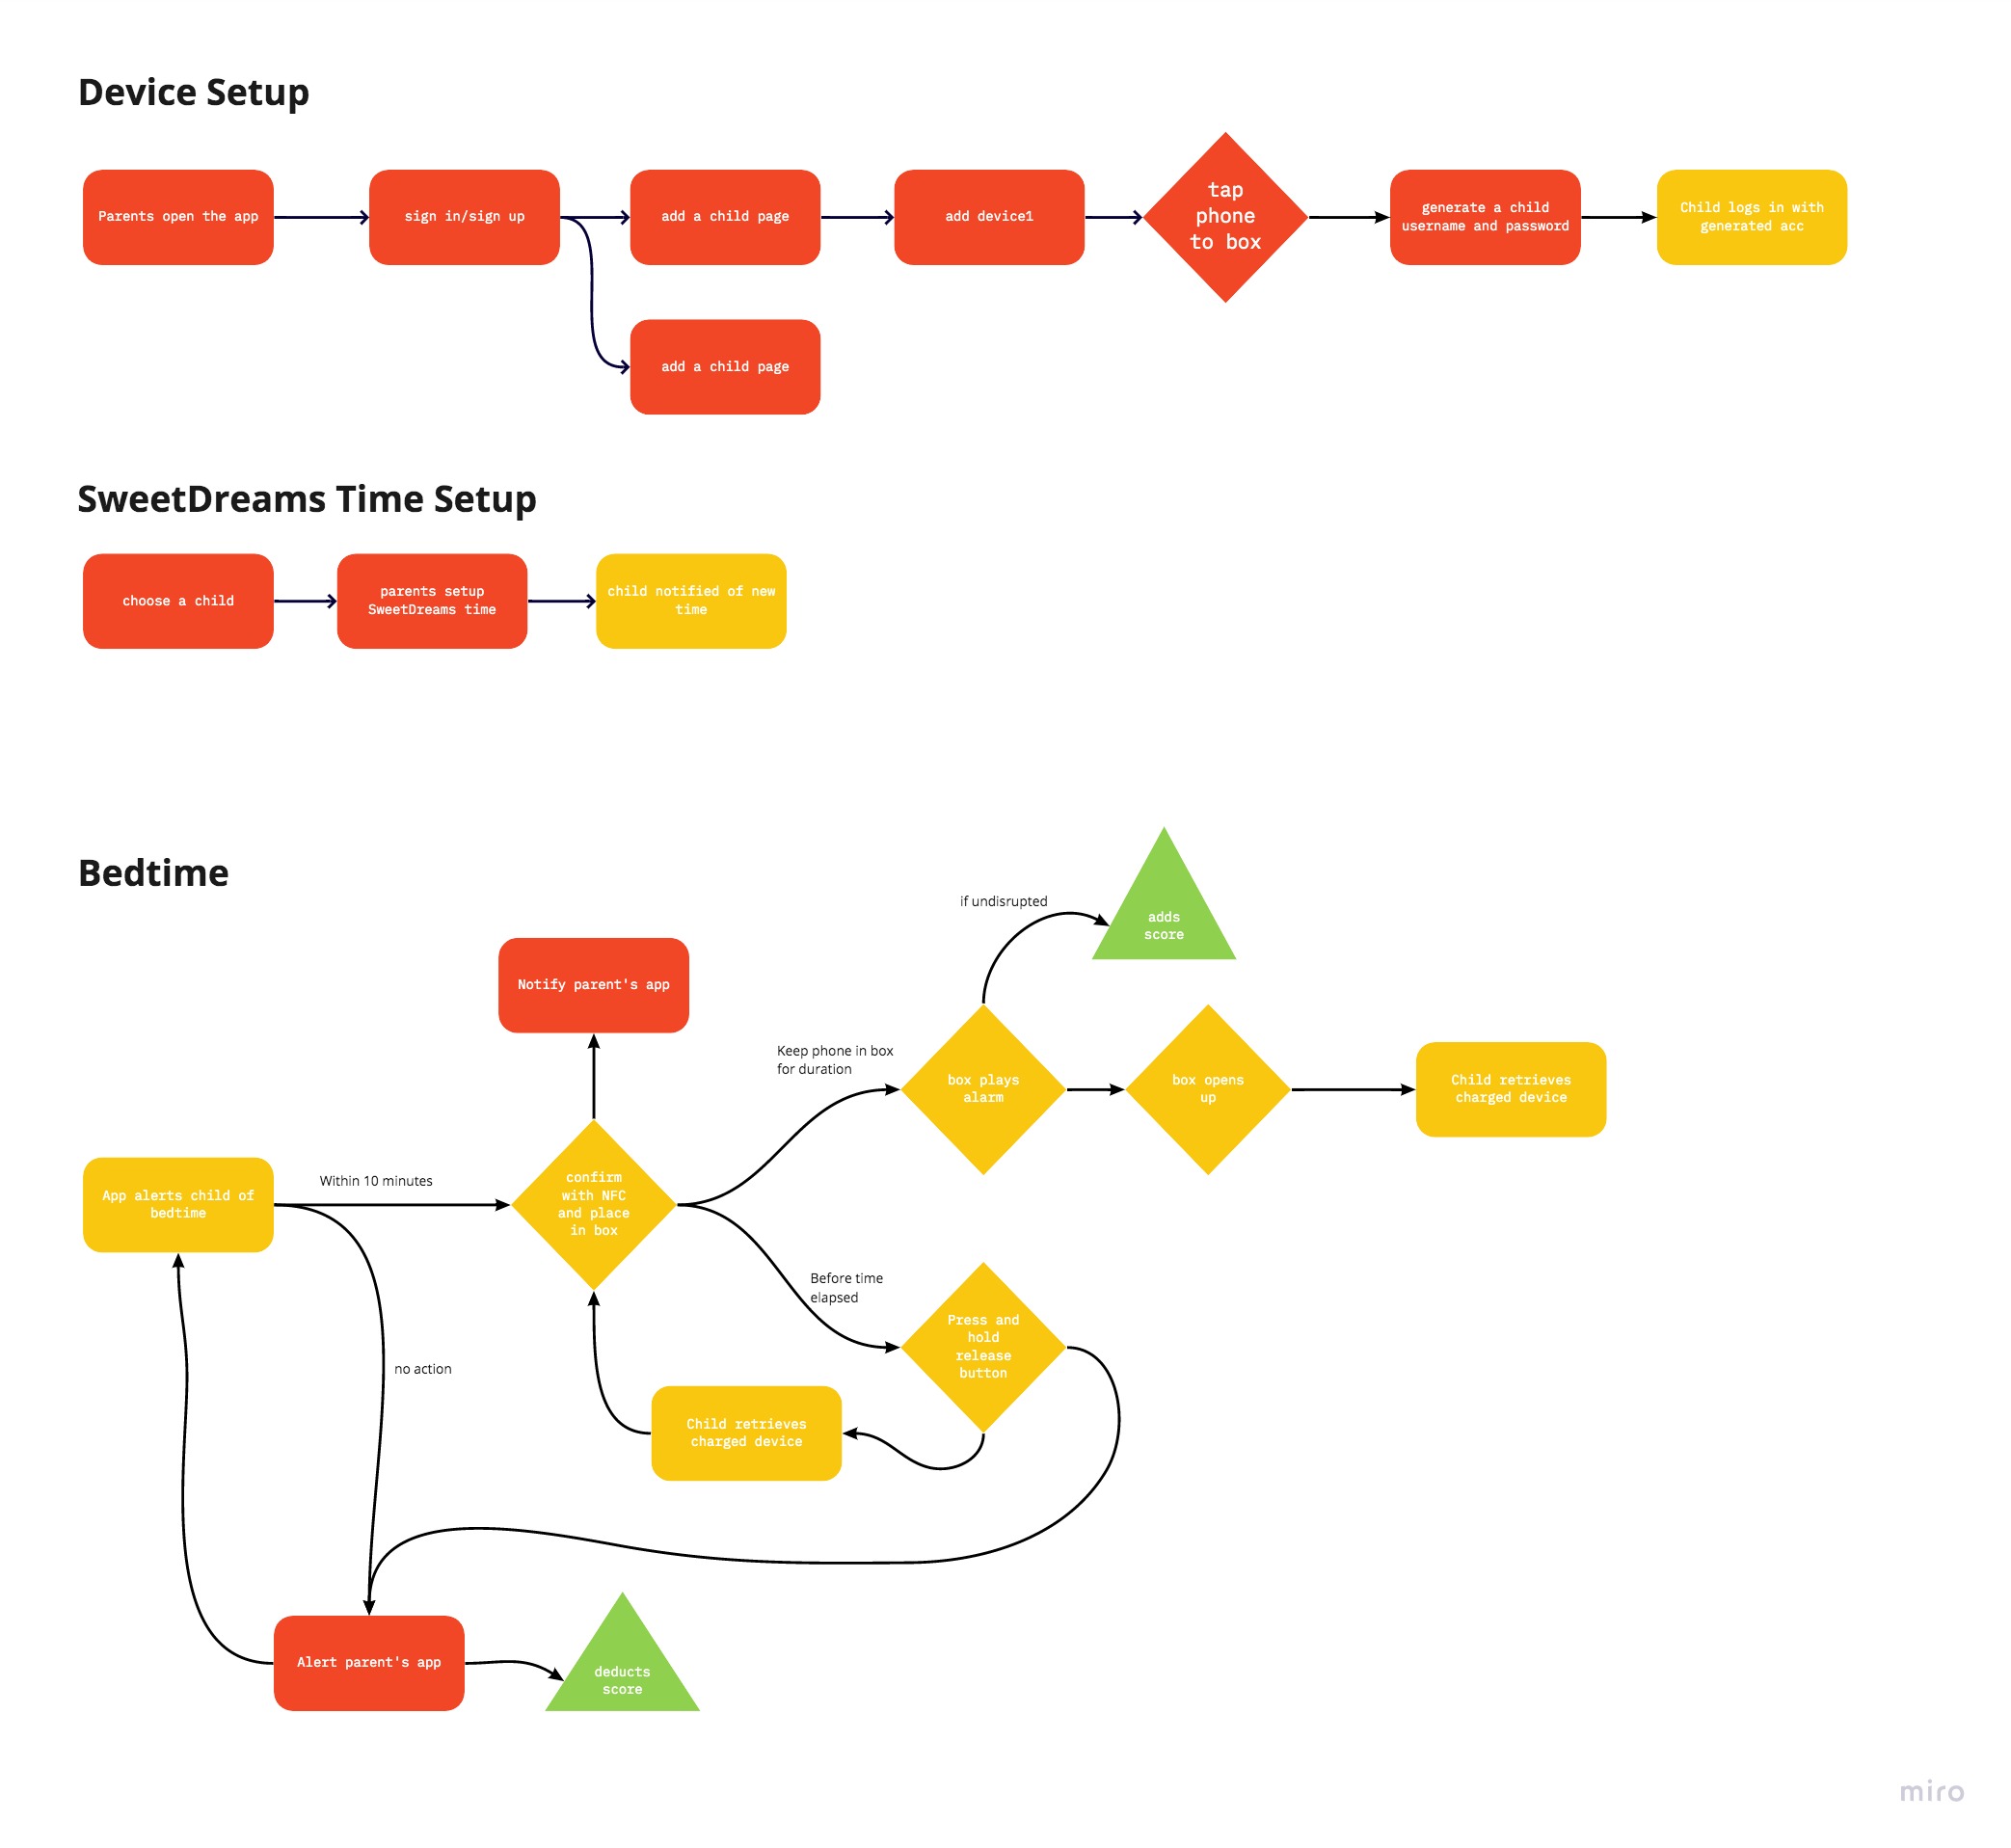 Device Setup
Parents open the app
sign in/sign up
add a child page
add device1
tap
phone
to box
generate a child
username and password
Child logs in with
generated acc
add a child page
SweetDreams Time Setup
choose a child
parents setup
SweetDreams time
child notified of new
time
Bedtime
if undisrupted
adds
score
Notify parent's app
Keep phone in box
for duration
box plays
alarm
box opens
up
Child retrieves
charged device
App alerts child of
bedtime
Within 10 minutes
confirm
with NFC
and place
in box
Before time
elapsed
Press and
hold
release
button
no action
Child retrieves
charged device
Alert parent's app
deducts
score
miro